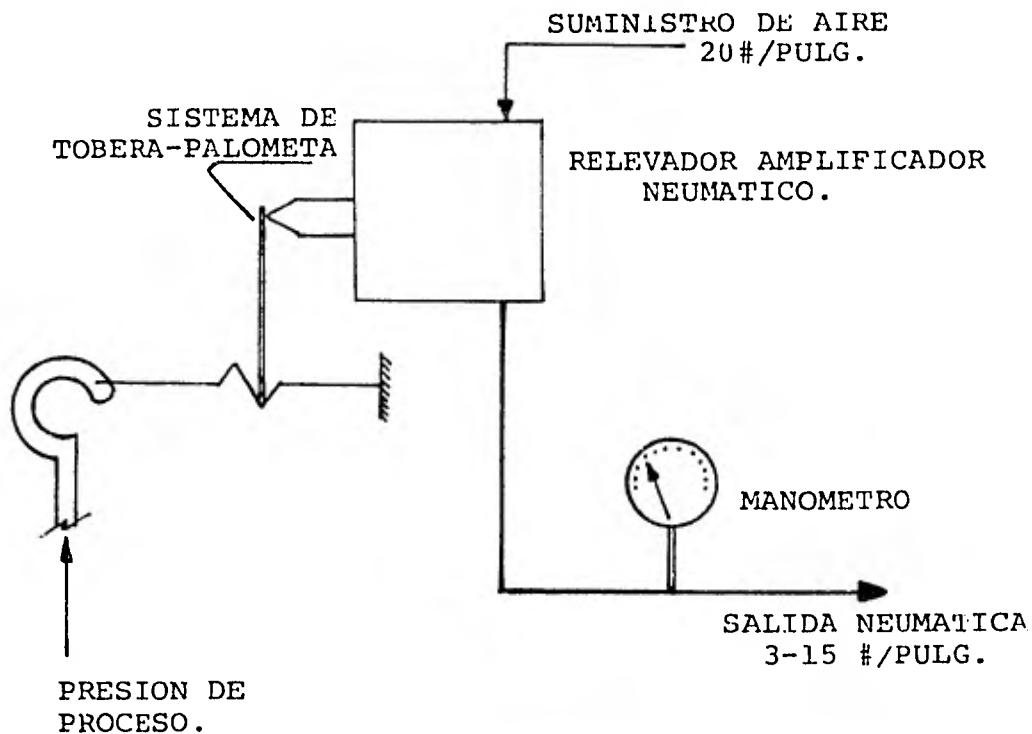 SUMINISTRO DE AIRE
20#/PULG.
SISTEMA DE
TOBERA-PALOMETA
RELEVADOR AMPLIFICADOR
NEUMATICO.
MANOMETRO
SALIDA NEUMATICA
3-15 #/PULG.
PRESION DE
PROCESO.